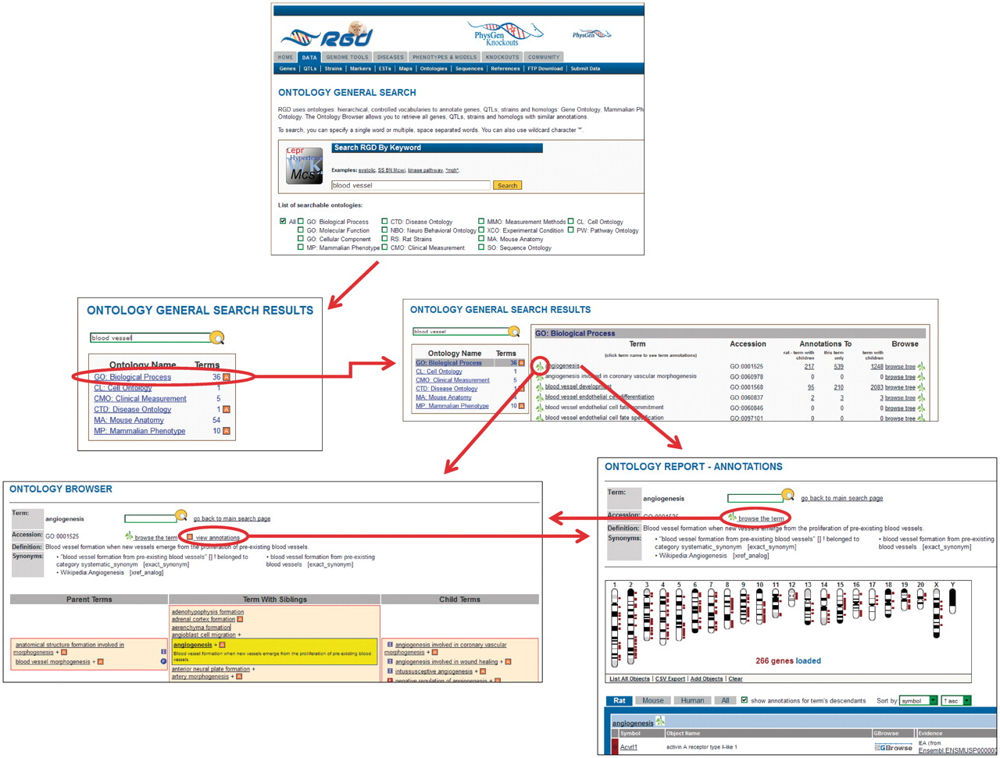 RGD
PhysGen
Knockouts
PhysGen
HOME DATA GENOME TOOLS DISEASES PHENOTYPES & MODELS KNOCKOUTS COMMUNITY
Genes | QTLs | Strains | Markers | ESTs | Maps | Ontologies | Sequences | References | FTP Download | Submit Data
ONTOLOGY GENERAL SEARCH
RGD uses ontologies: hierarchical, controlled vocabularies to annotate genes, QTLs, strains and homologs: Gene Ontology, Mammalian Ph
Ontology. The Ontology Browser allows you to retrieve all genes, QTLs, strains and homologs with similar annotations.
To search, you can specify a single word or multiple, space separated words. You can also use wildcard character '*'.
Lepr
Hyperten
WK
Mcs1
Search RGD By Keyword
Examples: systolic, SS BN Mcwi, kinase pathway, *mgh*,
blood vessel Search
List of searchable ontologies:
All GO: Biological Process CTD: Disease Ontology MMO: Measurement Methods CL: Cell Ontology
GO: Molecular Function NBO: Neuro Behavioral Ontology XCO: Experimental Condition PW: Pathway Ontology
GO: Cellular Component RS: Rat Strains MA: Mouse Anatomy
MP: Mammalian Phenotype CMO: Clinical Measurement SO: Sequence Ontology
ONTOLOGY GENERAL SEARCH RESULTS
blood vessel
Ontology Name Terms
GO: Biological Process 36 A
CL: Cell Ontology 1
CMO: Clinical Measurement 5
CTD: Disease Ontology 1 A
MA: Mouse Anatomy 54
MP: Mammalian Phenotype 10 A
ONTOLOGY GENERAL SEARCH RESULTS
blood vessel
Ontology Name Terms
GO: Biological Process 36 A
CL: Cell Ontology 1
CMO: Clinical Measurement 5
CTD: Disease Ontology 1
MA: Mouse Anatomy
MP: Mammalian Phenotype 10 A
GO: Biological Process
Term Accession Annotations To Browse
(click term name to see term annotations) rat - term with children this term only term with children
angiogenesis GO:0001525 217 539 1248 browse tree
angiogenesis involved in coronary vascular morphogenesis GO:0060978 0 0 0 browse tree
blood vessel development GO:0001568 95 210 2083 browse tree
blood vessel endothelial cell differentiation GO:0060837 2 3 3 browse tree
blood vessel endothelial cell fate commitment GO:0060846 0 0 0 browse tree
blood vessel endothelial cell fate specification GO:0097101 0 0 0 browse tree
ONTOLOGY BROWSER
Term: angiogenesis go back to main search page
Accession: GO:0001525 browse the term A view annotations
Definition: Blood vessel formation when new vessels emerge from the proliferation of pre-existing blood vessels.
Synonyms: • "blood vessel formation from pre-existing blood vessels" [] ! belonged to • blood vessel formation from pre-existing
category systematic_synonym [exact_synonym] blood vessels [exact_synonym]
• Wikipedia:Angiogenesis [xref_analog]
Parent Terms Term With Siblings Child Terms
adenohypophysis formation
adrenal cortex formation A
aerenchyma formation
angioblast cell migration +
anatomical structure formation involved in
morphogenesis + A I
blood vessel morphogenesis + A P
angiogenesis + A
Blood vessel formation when new vessels emerge from the proliferation of pre-existing blood
vessels.
anterior neural plate formation +
artery morphogenesis + A
I angiogenesis involved in coronary vascular
morphogenesis + A
I angiogenesis involved in wound healing + A
I intussusceptive angiogenesis + A
negative regulation of angiogenesis + A
ONTOLOGY REPORT - ANNOTATIONS
Term: angiogenesis go back to main search page
Accession: GO:0001525 browse the term
Definition: Blood vessel formation when new vessels emerge from the proliferation of pre-existing blood vessels.
Synonyms: • "blood vessel formation from pre-existing blood vessels" [] ! belonged to • blood vessel formation from pre-existing
category systematic_synonym [exact_synonym] blood vessels [exact_synonym]
• Wikipedia:Angiogenesis [xref_analog]
1 2 3 4 5 6 7 8 9 10 11 12 13 14 15 16 17 18 19 20 X Y
266 genes loaded
List All Objects | CSV Export | Add Objects | Clear
Rat Mouse Human All show annotations for term's descendants Sort by: symbol ↑ asc
angiogenesis
Symbol Object Name GBrowse Evidence
Acvrl1 activin A receptor type II-like 1 GBrowse IEA (from
Ensembl:ENSMUSP000000